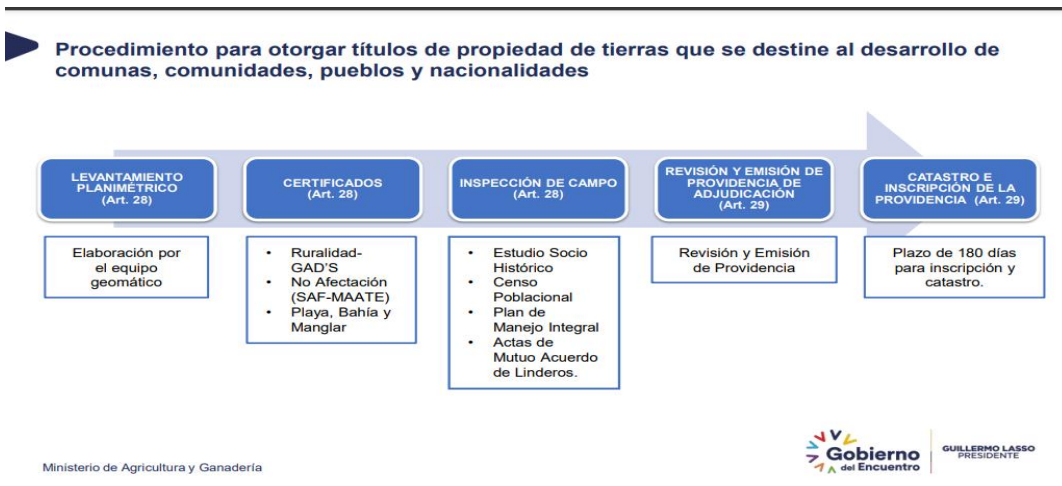 Procedimiento para otorgar títulos de propiedad de tierras que se destine al desarrollo de
comunas, comunidades, pueblos y nacionalidades
LEVANTAMIENTO
PLANIMÉTRICO
(Art. 28)
Elaboración por
el equipo
geomático
CERTIFICADOS
(Art. 28)
• Ruralidad-
GAD'S
• No Afectación
(SAF-MAATE)
• Playa, Bahía y
Manglar
INSPECCIÓN DE CAMPO
(Art. 28)
• Estudio Socio
Histórico
• Censo
Poblacional
• Plan de
Manejo Integral
• Actas de
Mutuo Acuerdo
de Linderos.
REVISIÓN Y EMISIÓN DE
PROVIDENCIA DE
ADJUDICACIÓN
(Art. 29)
Revisión y Emisión
de Providencia
CATASTRO E
INSCRIPCIÓN DE LA
PROVIDENCIA (Art. 29)
Plazo de 180 días
para inscripción y
catastro.
Ministerio de Agricultura y Ganadería
Gobierno
del Encuentro
GUILLERMO LASSO
PRESIDENTE